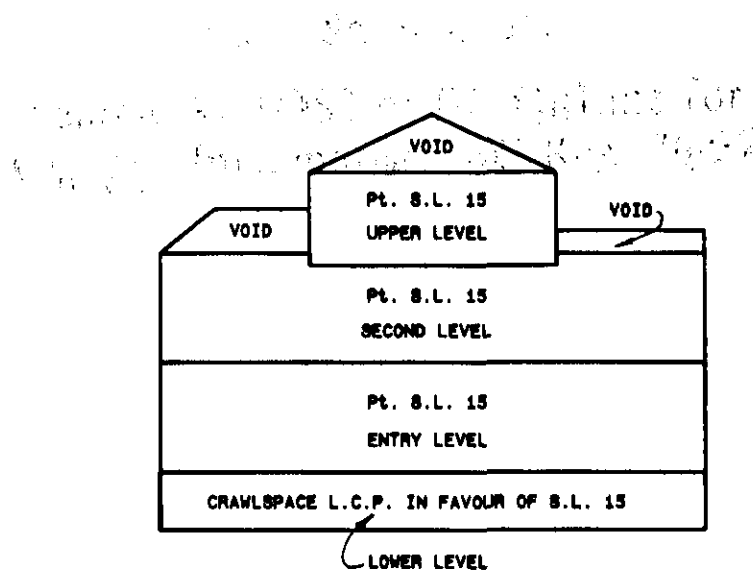 VOID
Pt. S.L. 15
UPPER LEVEL
VOID
VOID
Pt. S.L. 15
SECOND LEVEL
Pt. S.L. 15
ENTRY LEVEL
CRAWLSPACE L.C.P. IN FAVOUR OF S.L. 15
LOWER LEVEL